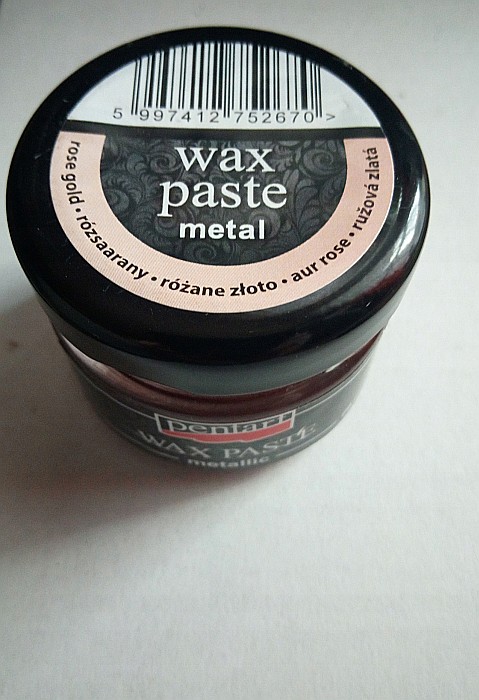 5 997412 752670 >
wax
paste
metal
rose gold • rózsaarany • różane złoto • aur rose • ružová zlatá
pentart
WAX PASTE
metallic